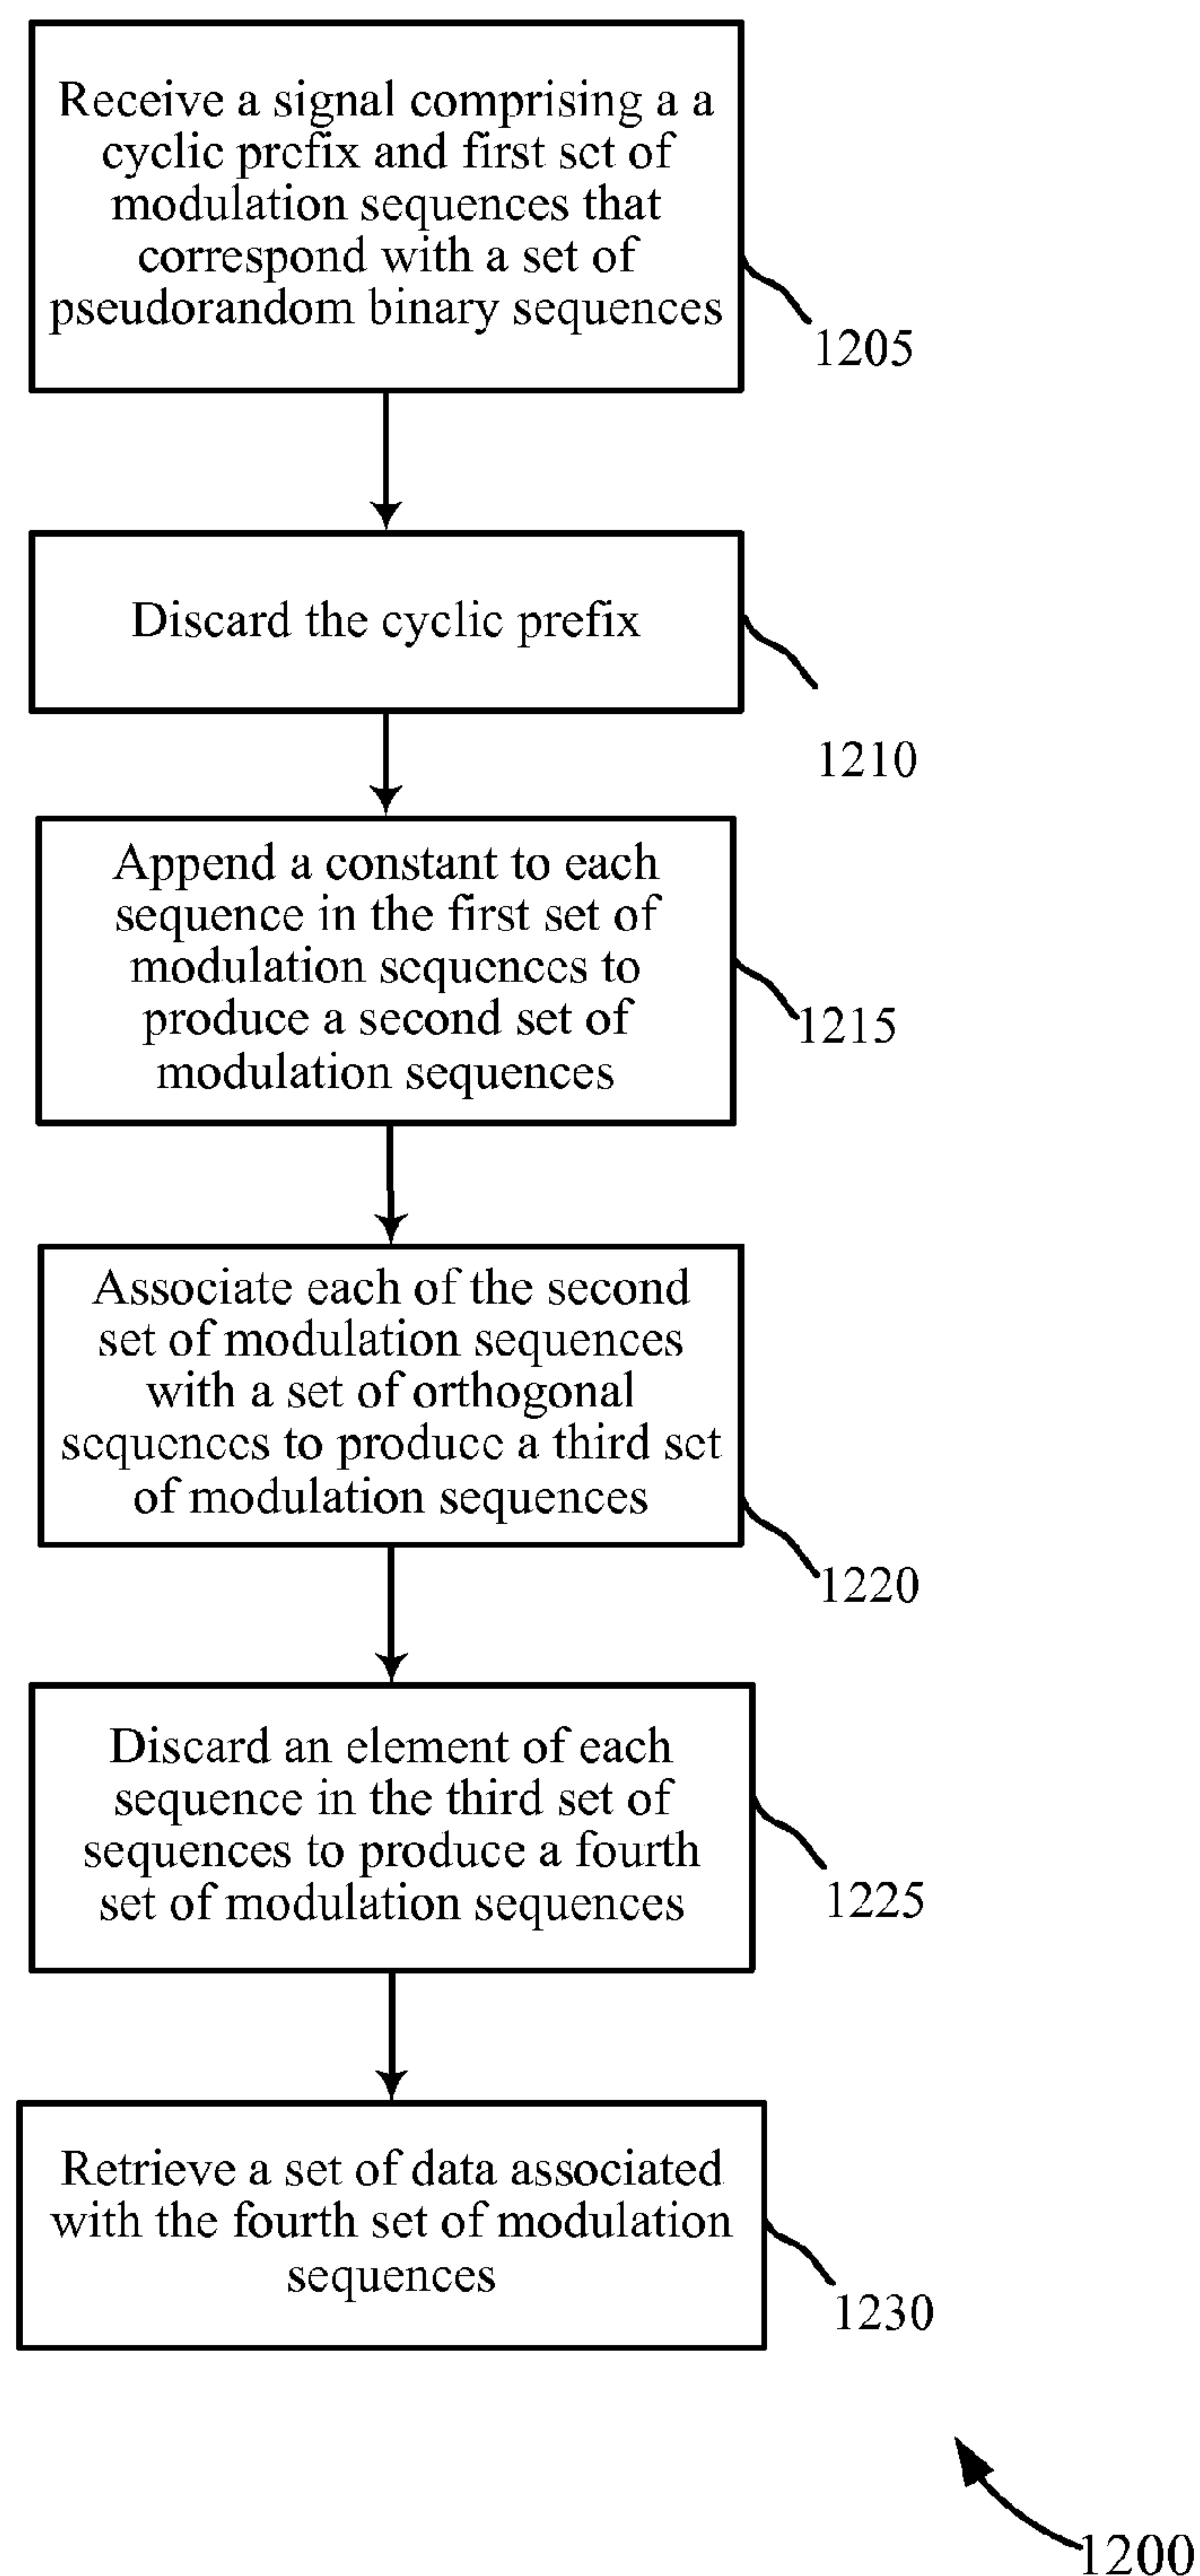 Receive a signal comprising a a
cyclic prefix and first set of
modulation sequences that
correspond with a set of
pseudorandom binary sequences
1205
Discard the cyclic prefix
1210
Append a constant to each
sequence in the first set of
modulation sequences to
produce a second set of
modulation sequences
1215
Associate each of the second
set of modulation sequences
with a set of orthogonal
sequences to produce a third set
of modulation sequences
1220
Discard an element of each
sequence in the third set of
sequences to produce a fourth
set of modulation sequences
1225
Retrieve a set of data associated
with the fourth set of modulation
sequences
1230
1200